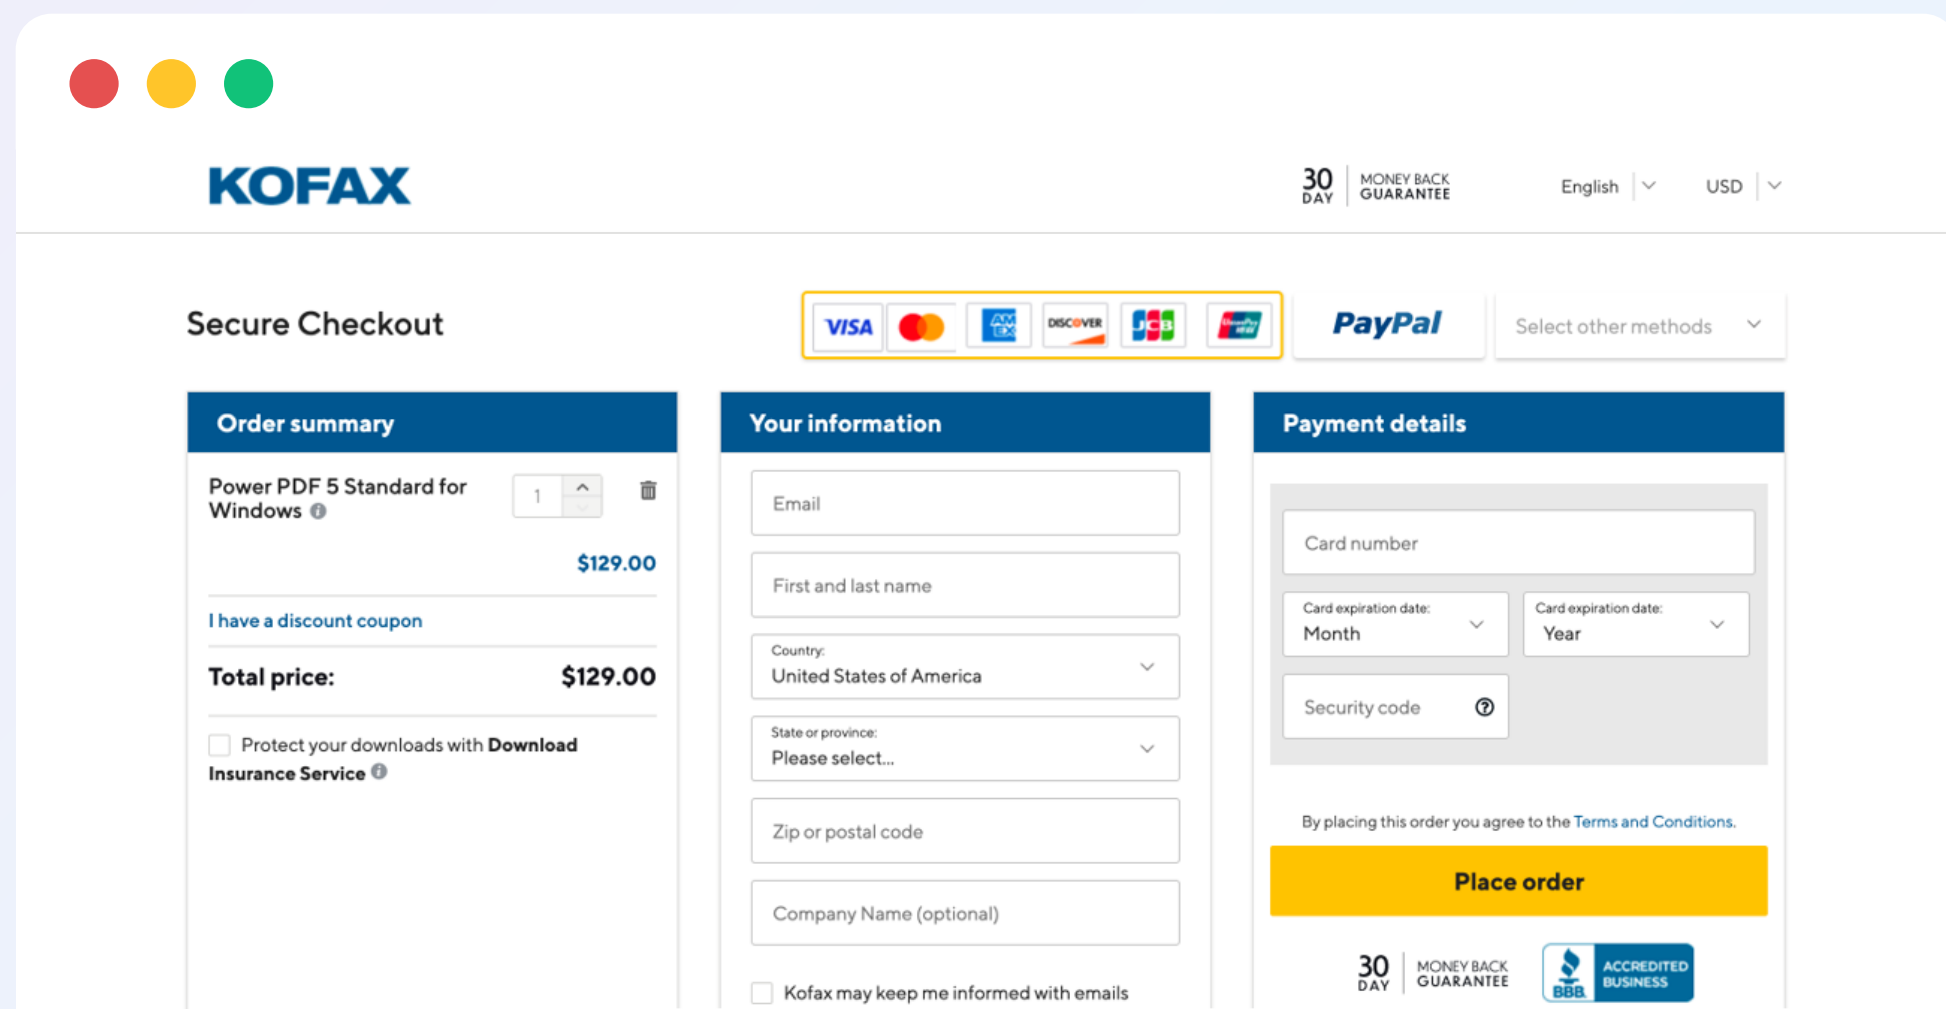 KOFAX
30 DAY MONEY BACK GUARANTEE
English
USD
Secure Checkout
VISA
AM EX
DISCOVER
JCB
UnionPay
PayPal
Select other methods
Order summary
Power PDF 5 Standard for
Windows
1
$129.00
I have a discount coupon
Total price:
$129.00
Protect your downloads with Download
Insurance Service
Your information
Email
First and last name
Country:
United States of America
State or province:
Please select...
Zip or postal code
Company Name (optional)
Kofax may keep me informed with emails
Payment details
Card number
Card expiration date:
Month
Card expiration date:
Year
Security code
By placing this order you agree to the Terms and Conditions.
Place order
30 DAY MONEY BACK GUARANTEE
BBB.
ACCREDITED
BUSINESS